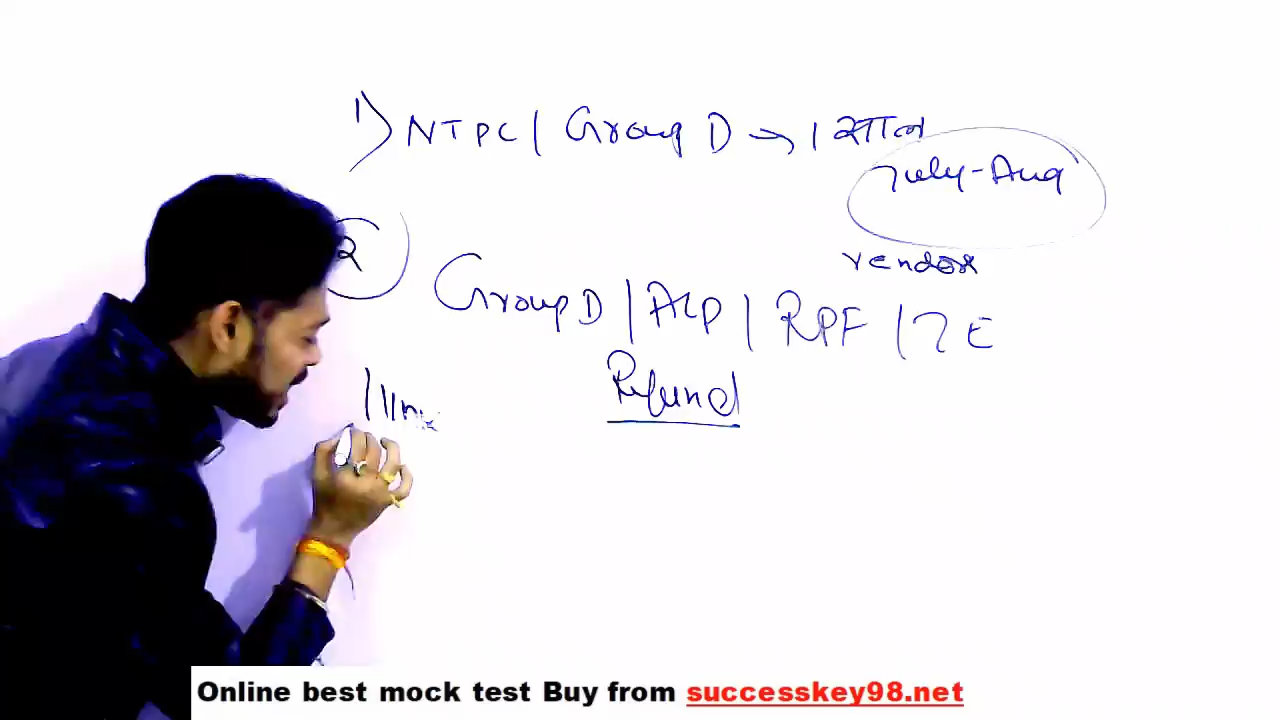 1) NTPC | Group D → 1 साल
July-Aug
2
vendor
Group D | ALP | RPF | JE
Refund
Online best mock test Buy from successkey98.net